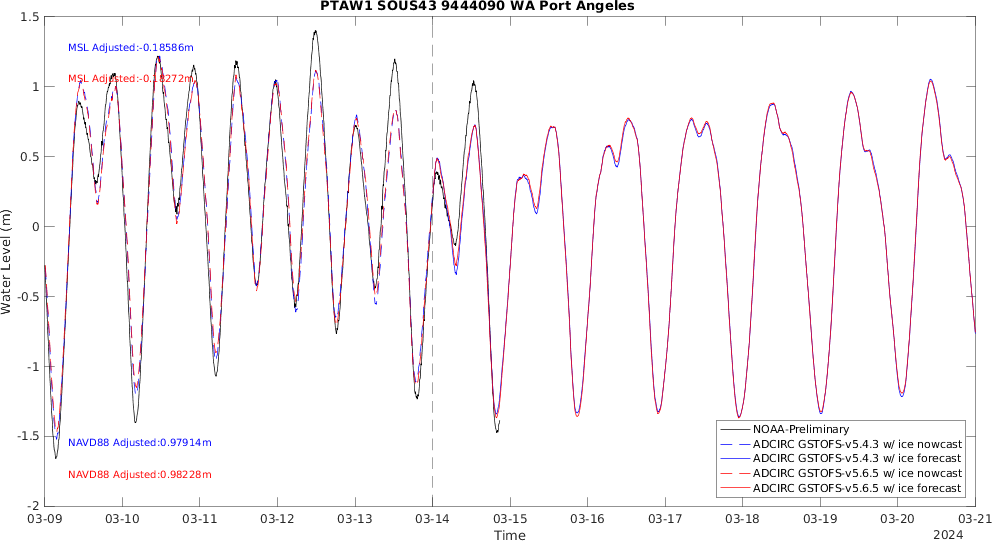 PTAW1 SOUS43 9444090 WA Port Angeles
1.5
1
0.5
0
-0.5
-1
-1.5
-2
Water Level (m)
MSL Adjusted:-0.18586m
MSL Adjusted:-0.18272m
NAVD88 Adjusted:0.97914m
NAVD88 Adjusted:0.98228m
NOAA-Preliminary
ADCIRC GSTOFS-v5.4.3 w/ ice nowcast
ADCIRC GSTOFS-v5.4.3 w/ ice forecast
ADCIRC GSTOFS-v5.6.5 w/ ice nowcast
ADCIRC GSTOFS-v5.6.5 w/ ice forecast
03-09 03-10 03-11 03-12 03-13 03-14 03-15 03-16 03-17 03-18 03-19 03-20 03-21
Time
2024